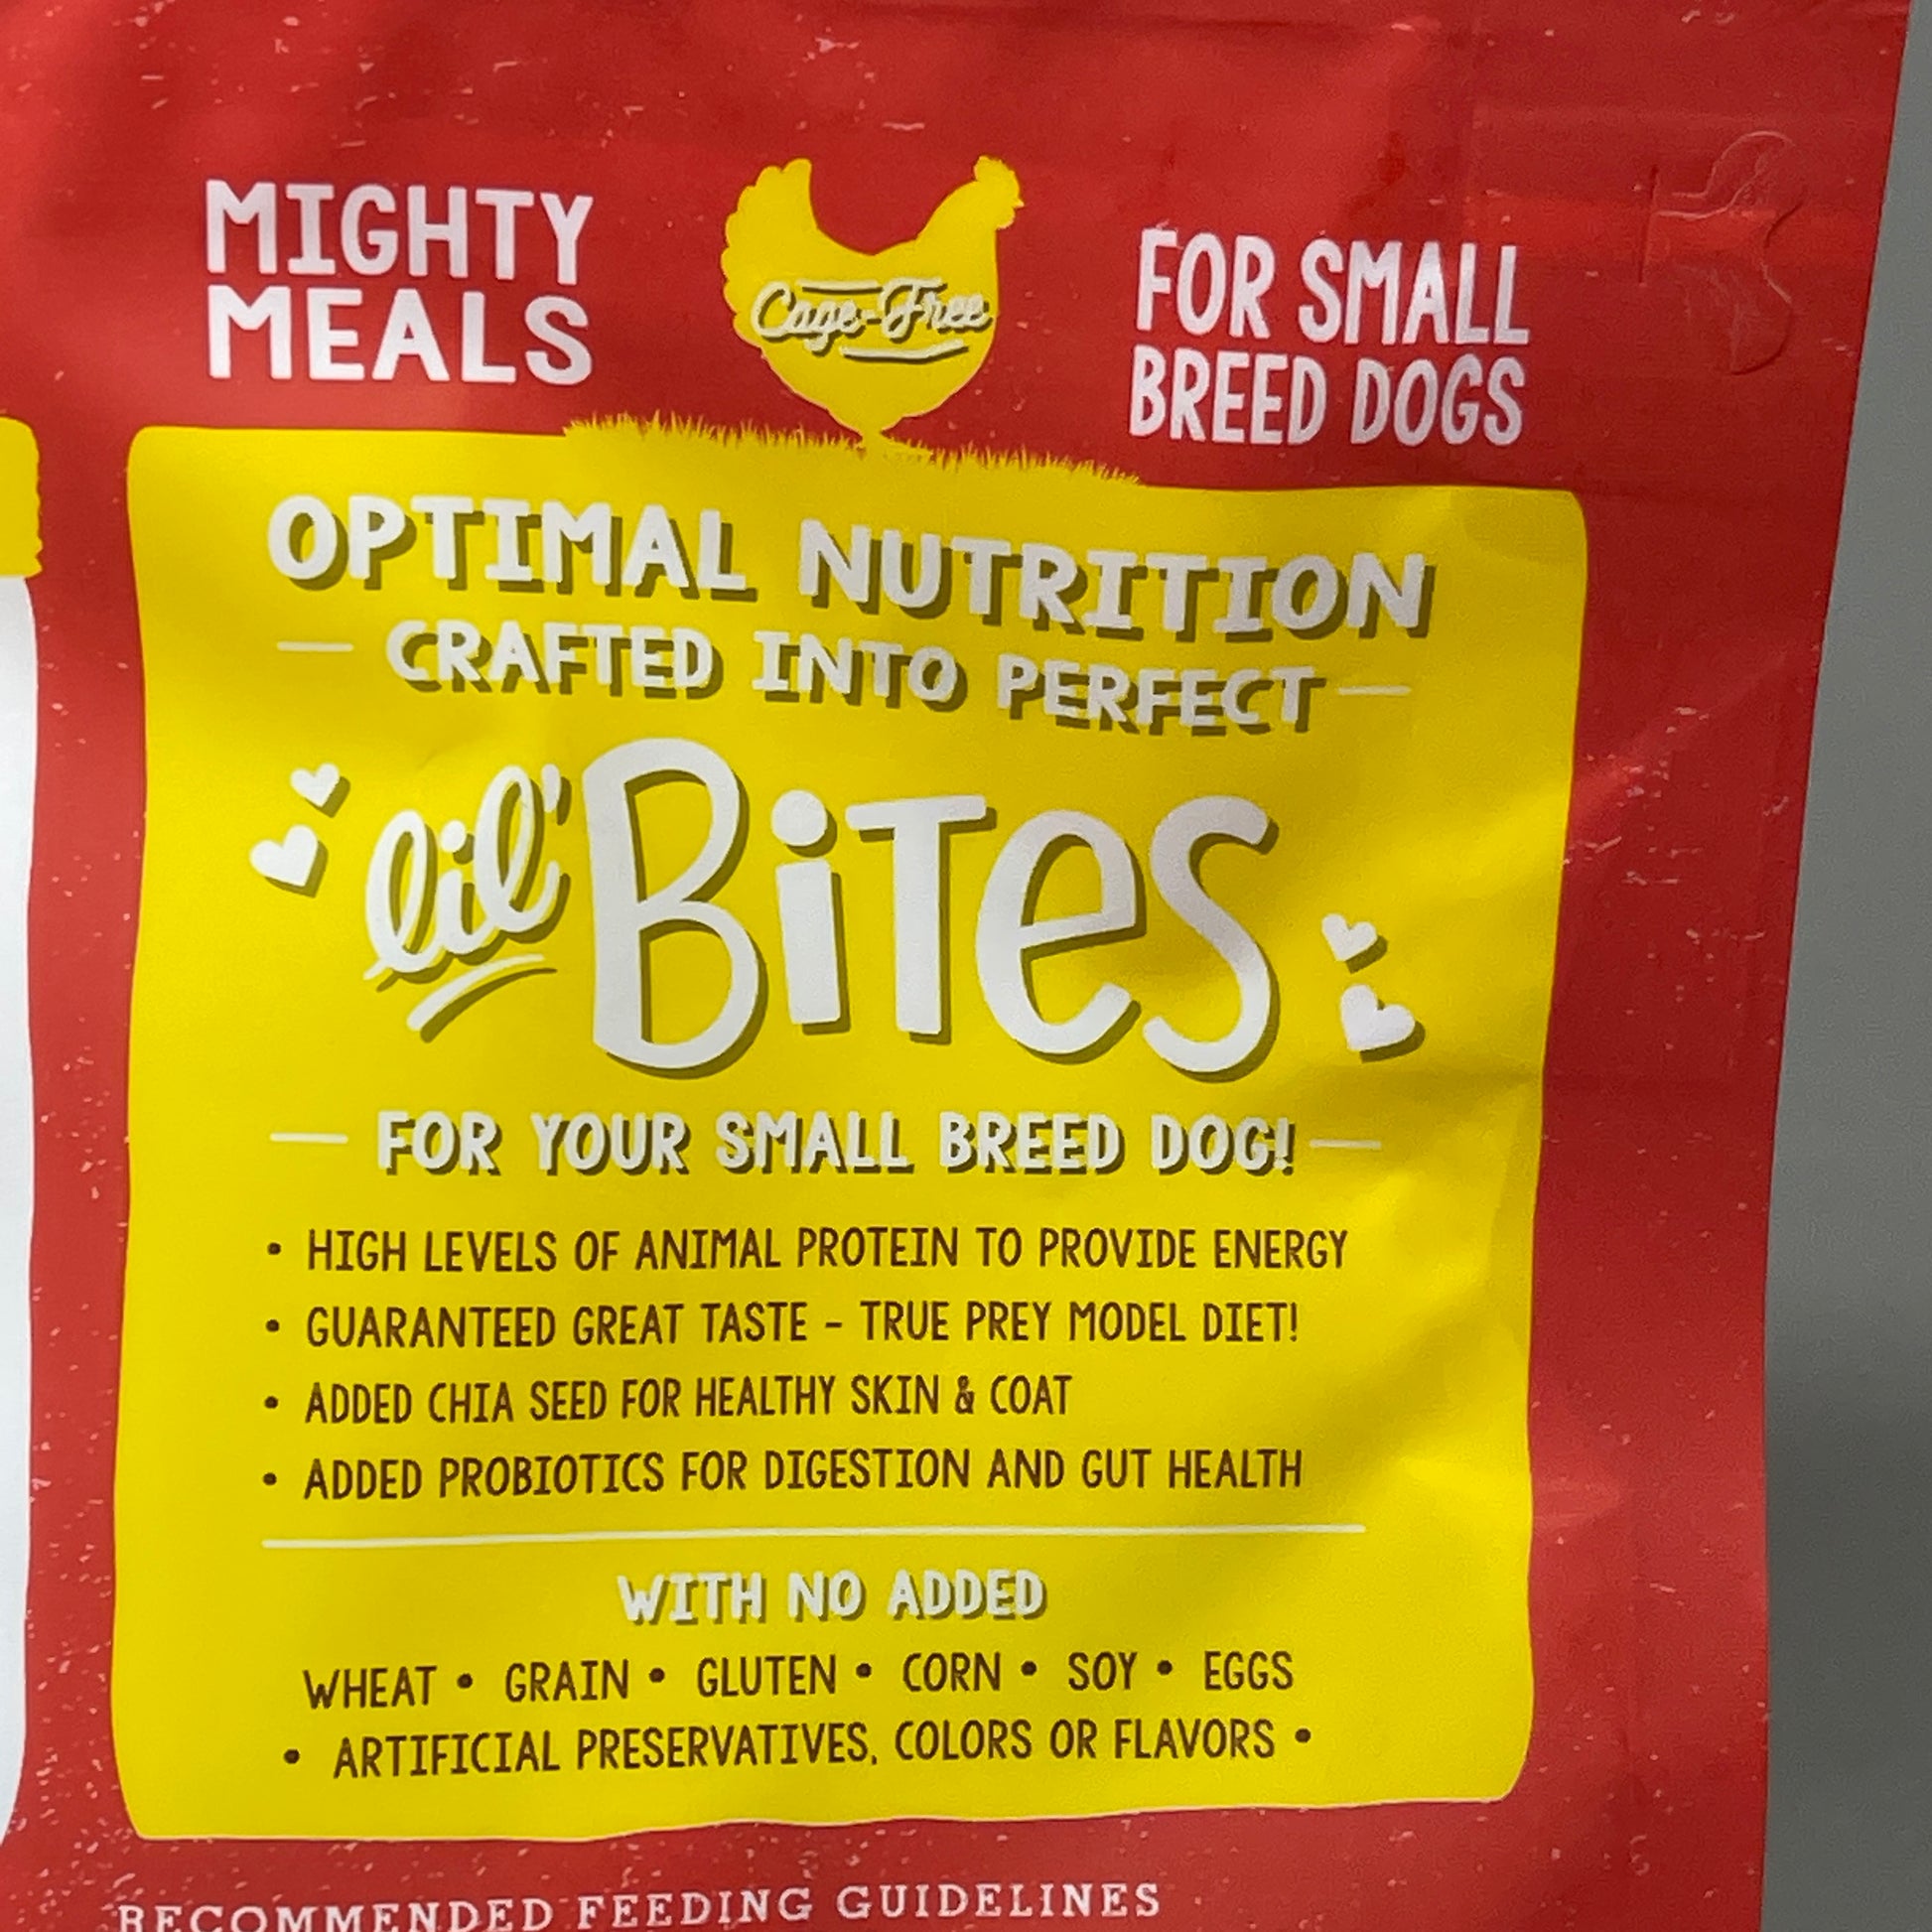 MIGHTY
MEALS
Cage-Free
FOR SMALL
BREED DOGS
OPTIMAL NUTRITION
— CRAFTED INTO PERFECT —
lil' BiTeS
— FOR YOUR SMALL BREED DOG! —
• HIGH LEVELS OF ANIMAL PROTEIN TO PROVIDE ENERGY
• GUARANTEED GREAT TASTE – TRUE PREY MODEL DIET!
• ADDED CHIA SEED FOR HEALTHY SKIN & COAT
• ADDED PROBIOTICS FOR DIGESTION AND GUT HEALTH
WITH NO ADDED
WHEAT • GRAIN • GLUTEN • CORN • SOY • EGGS
• ARTIFICIAL PRESERVATIVES, COLORS OR FLAVORS •
RECOMMENDED FEEDING GUIDELINES